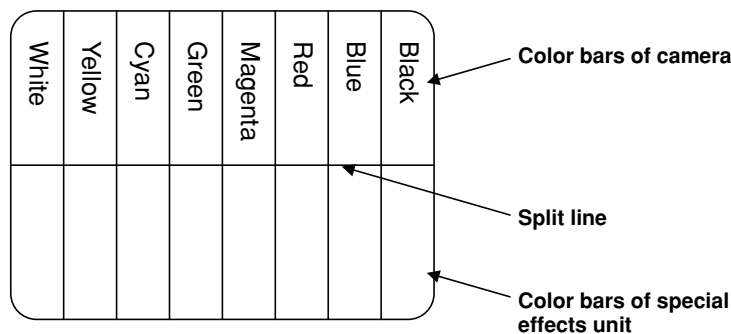 White
Yellow
Cyan
Green
Magenta
Red
Blue
Black
Color bars of camera
Split line
Color bars of special
effects unit